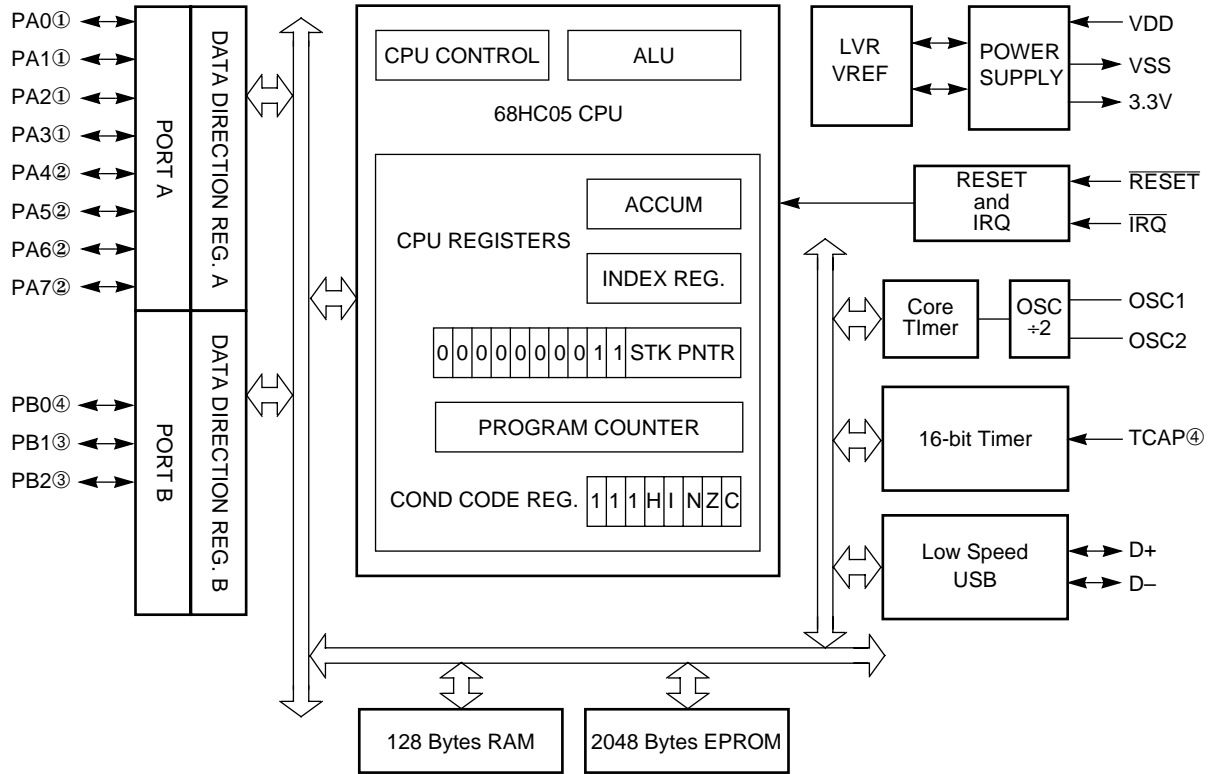 PA0①
PA1①
PA2①
PA3①
PA4②
PA5②
PA6②
PA7②
PORT A
DATA DIRECTION REG. A
PB0④
PB1③
PB2③
PORT B
DATA DIRECTION REG. B
CPU CONTROL
ALU
68HC05 CPU
ACCUM
CPU REGISTERS
INDEX REG.
0 0 0 0 0 0 0 0 1 1 STK PNTR
PROGRAM COUNTER
COND CODE REG. 1 1 1 H I N Z C
LVR
VREF
POWER
SUPPLY
VDD
VSS
3.3V
RESET
and
IRQ
RESET
IRQ
Core
TImer
OSC
÷2
OSC1
OSC2
16-bit Timer
TCAP④
Low Speed
USB
D+
D–
128 Bytes RAM
2048 Bytes EPROM